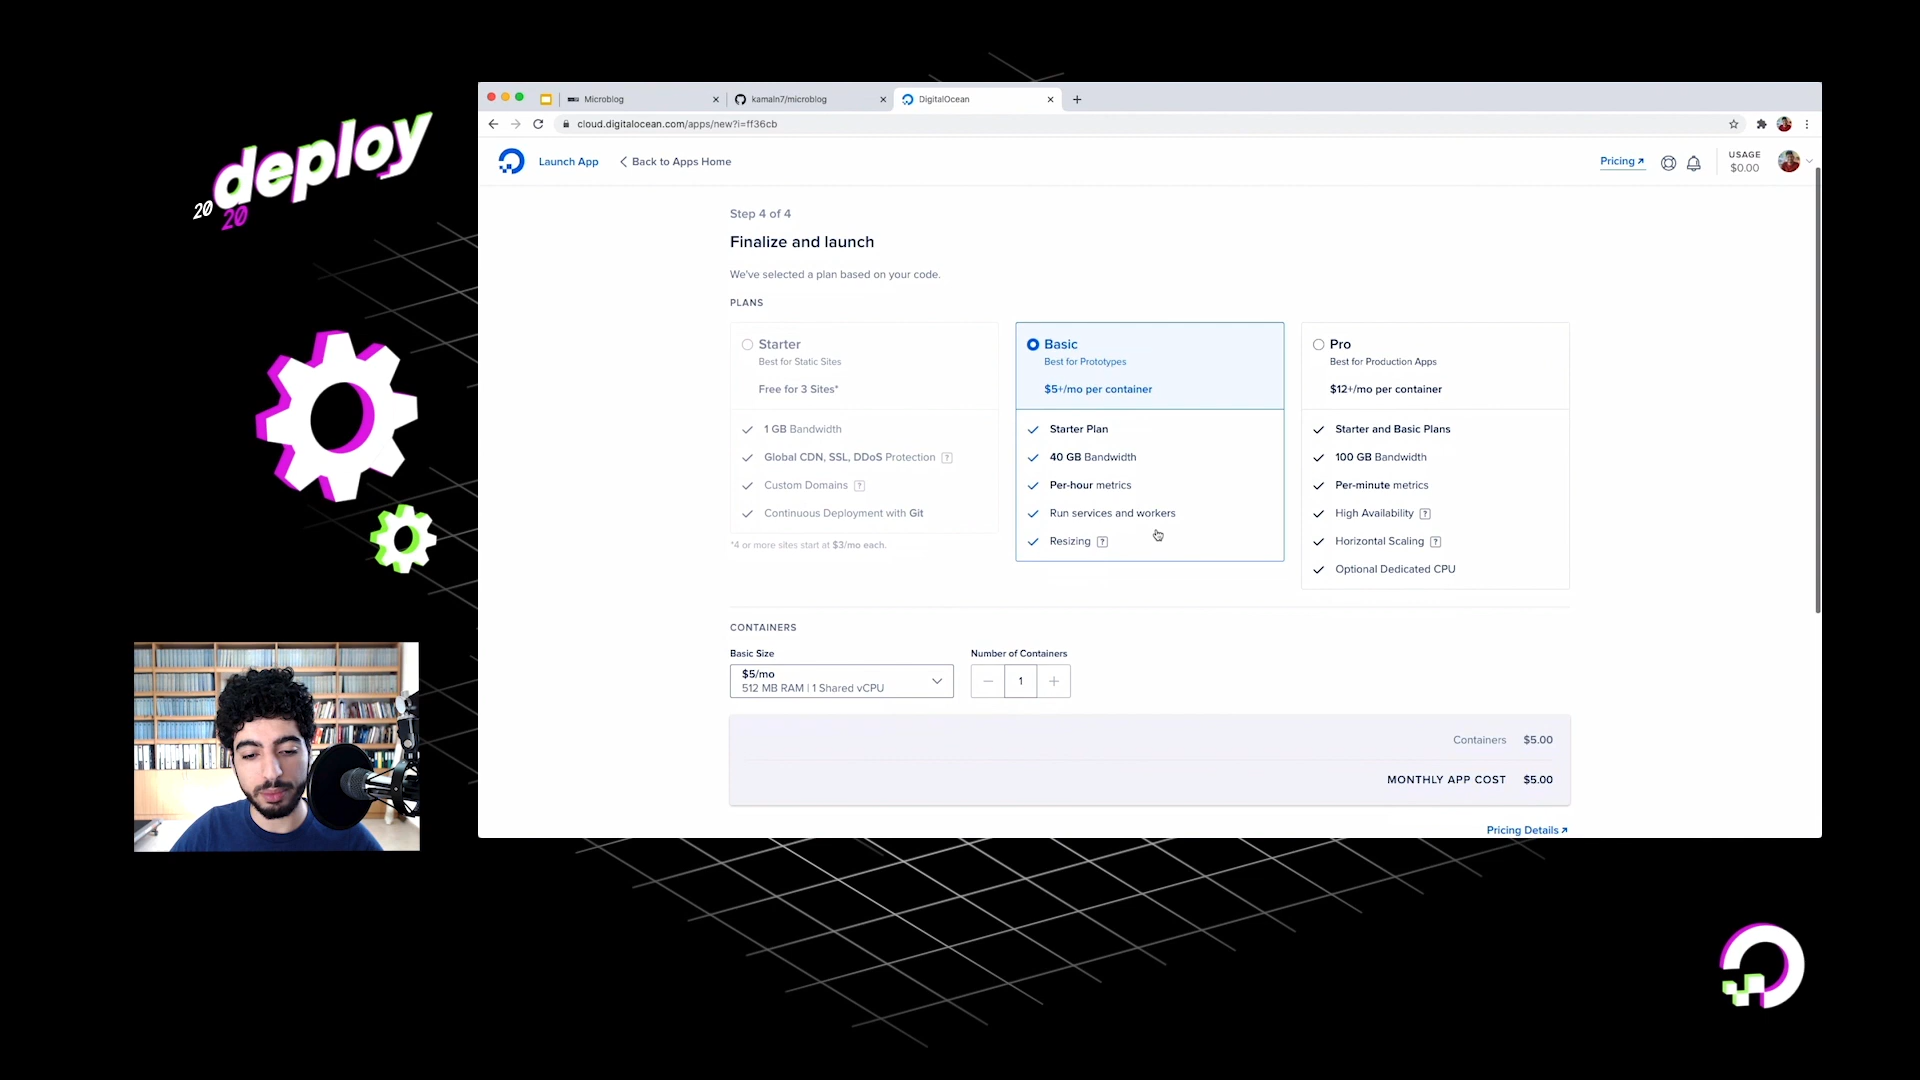 deploy
20
20
Microblog
kamaln7/microblog
DigitalOcean
cloud.digitalocean.com/apps/new?i=ff36cb
Launch App
Back to Apps Home
Pricing
USAGE
$0.00
Step 4 of 4
Finalize and launch
We've selected a plan based on your code.
PLANS
Starter
Best for Static Sites
Free for 3 Sites*
1 GB Bandwidth
Global CDN, SSL, DDoS Protection ?
Custom Domains ?
Continuous Deployment with Git
*4 or more sites start at $3/mo each.
Basic
Best for Prototypes
$5+/mo per container
Starter Plan
40 GB Bandwidth
Per-hour metrics
Run services and workers
Resizing ?
Pro
Best for Production Apps
$12+/mo per container
Starter and Basic Plans
100 GB Bandwidth
Per-minute metrics
High Availability ?
Horizontal Scaling ?
Optional Dedicated CPU
CONTAINERS
Basic Size
$5/mo
512 MB RAM | 1 Shared vCPU
Number of Containers
1
Containers $5.00
MONTHLY APP COST $5.00
Pricing Details